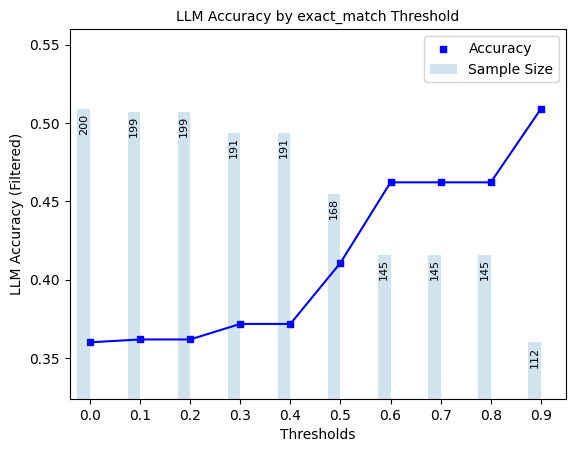 LLM Accuracy by exact_match Threshold
Accuracy
Sample Size
LLM Accuracy (Filtered)
0.55
0.50
0.45
0.40
0.35
200
199
199
191
191
168
145
145
145
112
0.0 0.1 0.2 0.3 0.4 0.5 0.6 0.7 0.8 0.9
Thresholds